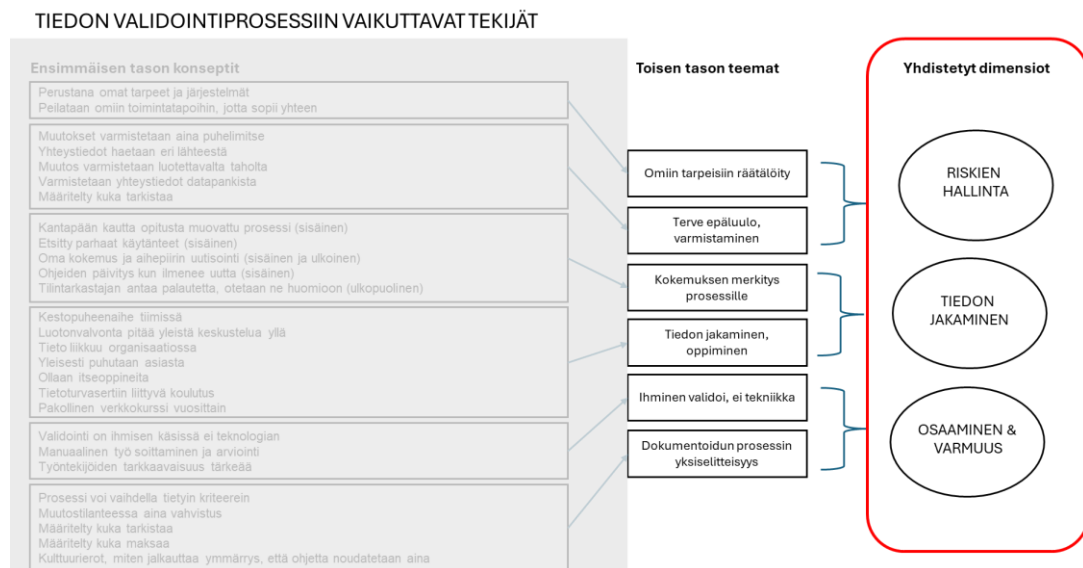 TIEDON VALIDOINTIPROSESSIIN VAIKUTTAVAT TEKIJÄT
Ensimmäisen tason konseptit
Perustana omat tarpeet ja järjestelmät
Peilataan omiin toimintatapoihin, jotta sopii yhteen
Muutokset varmistetaan aina puhelimitse
Yhteystiedot haetaan eri lähteestä
Muutos varmistetaan luotettavalta taholta
Varmistetaan yhteystiedot datapankista
Määritelty kuka tarkistaa
Kantapään kautta opitusta muovattu prosessi (sisäinen)
Etsitty parhaat käytänteet (sisäinen)
Oma kokemus ja aihepiirin uutisointi (sisäinen ja ulkoinen)
Ohjeiden päivitys kun ilmenee uutta (sisäinen)
Tilintarkastajan antaa palautetta, otetaan ne huomioon (ulkopuolinen)
Kestopuheenaihe tiimissä
Luotonvalvonta pitää yleistä keskustelua yllä
Tieto liikkuu organisaatiossa
Yleisesti puhutaan asiasta
Ollaan itseoppineita
Tietoturvasertiin liittyvä koulutus
Pakollinen verkkokurssi vuosittain
Validointi on ihmisen käsissä ei teknologian
Manuaalinen työ soittaminen ja arviointi
Työntekijöiden tarkkaavaisuus tärkeää
Prosessi voi vaihdella tietyin kriteerein
Muutostilanteessa aina vahvistus
Määritelty kuka tarkistaa
Määritelty kuka maksaa
Kulttuurierot, miten jalkauttaa ymmärrys, että ohjetta noudatetaan aina
Toisen tason teemat
Omiin tarpeisiin räätälöity
Terve epäluulo,
varmistaminen
Kokemuksen merkitys
prosessille
Tiedon jakaminen,
oppiminen
Ihminen validoi, ei tekniikka
Dokumentoidun prosessin
yksiselitteisyys
Yhdistetyt dimensiot
RISKIEN
HALLINTA
TIEDON
JAKAMINEN
OSAAMINEN &
VARMUUS